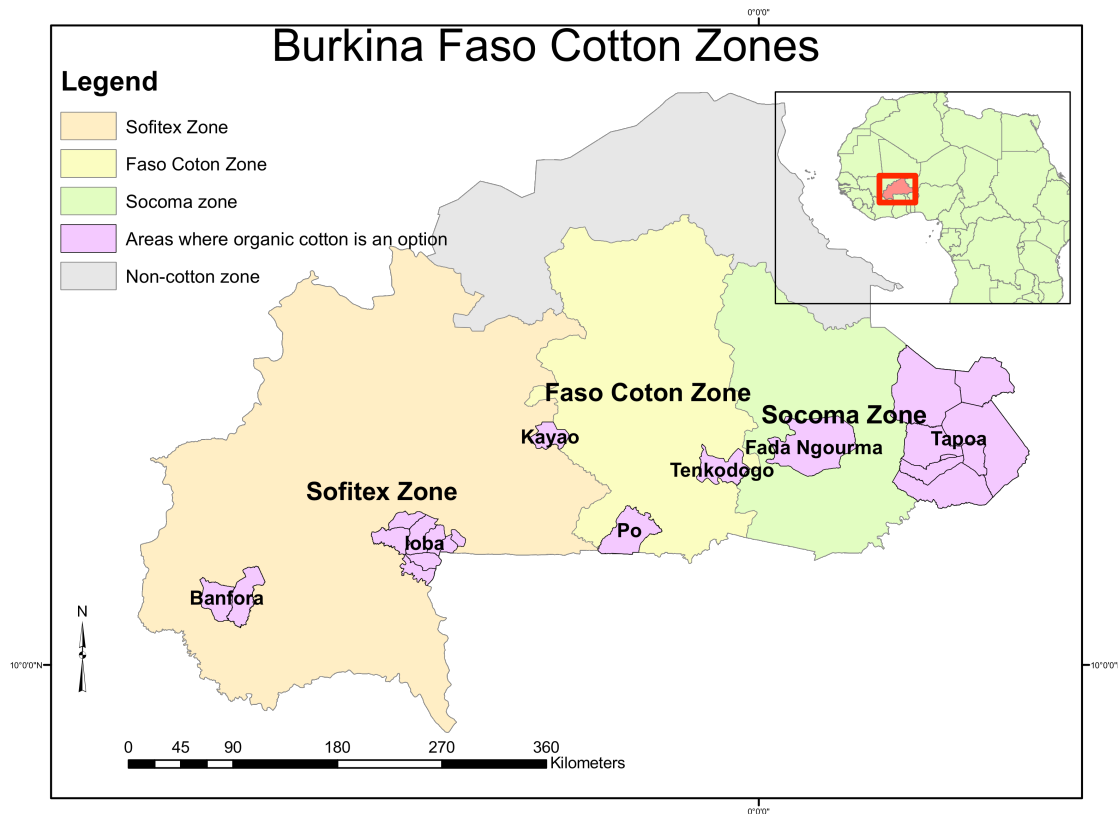 0°0'0"
Burkina Faso Cotton Zones
Legend
Sofitex Zone
Faso Coton Zone
Socoma zone
Areas where organic cotton is an option
Non-cotton zone
Faso Coton Zone
Socoma Zone
Kayao
Tapoa
Fada Ngourma
Tenkodogo
Sofitex Zone
Po
Ioba
Banfora
N
10°0'0"N
10°0'0"N
0 45 90 180 270 360
Kilometers
0°0'0"